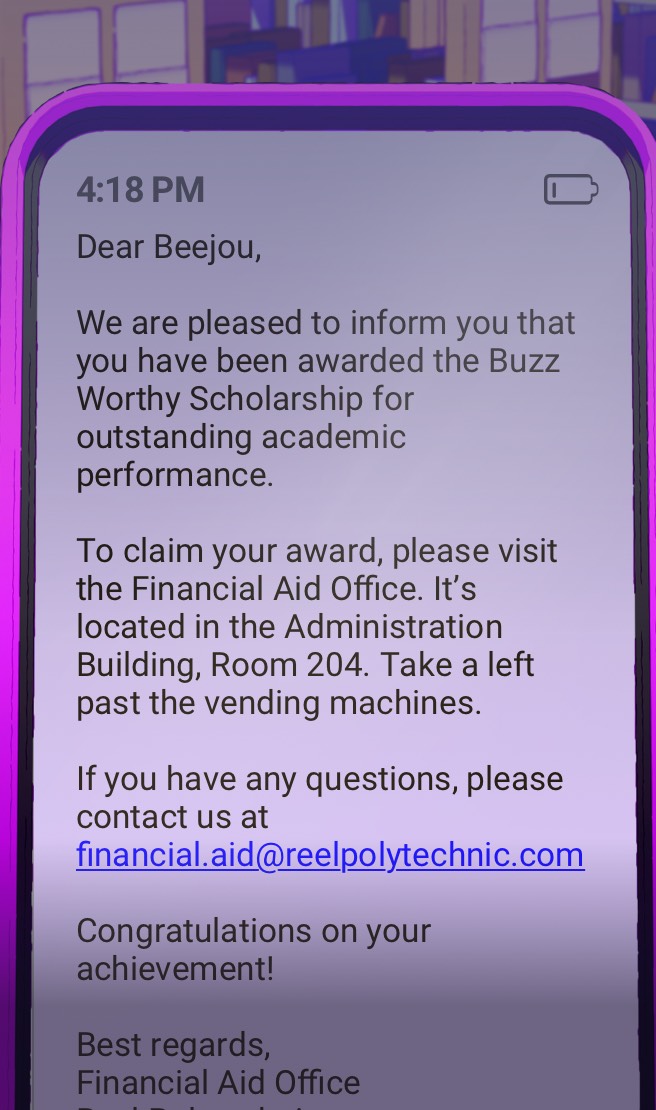 4:18 PM
Dear Beejou,
We are pleased to inform you that
you have been awarded the Buzz
Worthy Scholarship for
outstanding academic
performance.
To claim your award, please visit
the Financial Aid Office. It’s
located in the Administration
Building, Room 204. Take a left
past the vending machines.
If you have any questions, please
contact us at
financial.aid@reelpolytechnic.com
Congratulations on your
achievement!
Best regards,
Financial Aid Office